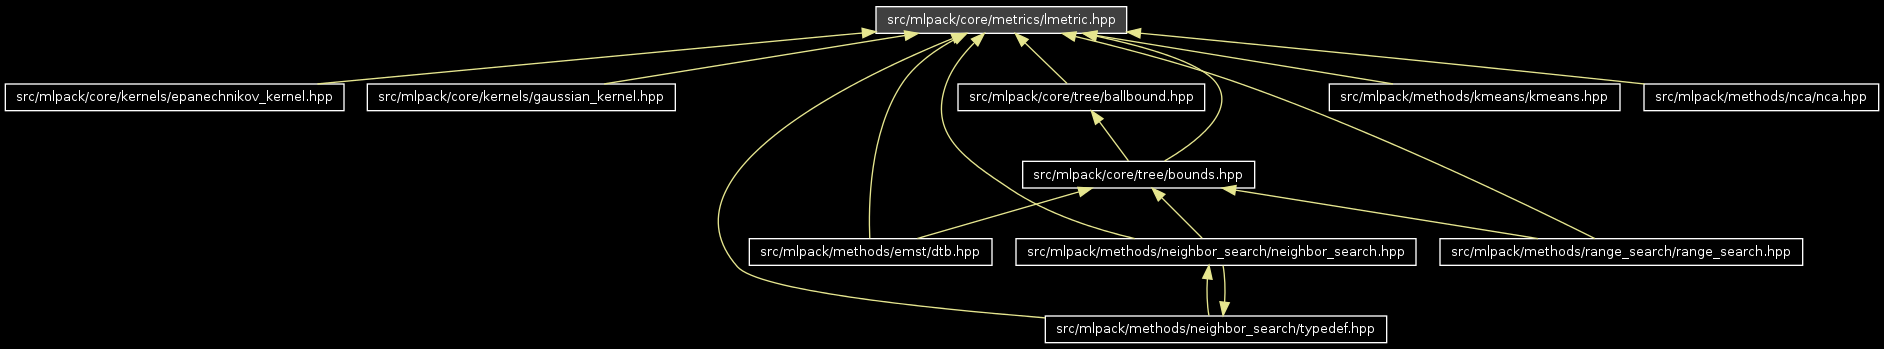 src/mlpack/core/metrics/lmetric.hpp
src/mlpack/core/kernels/epanechnikov_kernel.hpp
src/mlpack/core/kernels/gaussian_kernel.hpp
src/mlpack/core/tree/ballbound.hpp
src/mlpack/methods/kmeans/kmeans.hpp
src/mlpack/methods/nca/nca.hpp
src/mlpack/core/tree/bounds.hpp
src/mlpack/methods/emst/dtb.hpp
src/mlpack/methods/neighbor_search/neighbor_search.hpp
src/mlpack/methods/range_search/range_search.hpp
src/mlpack/methods/neighbor_search/typedef.hpp